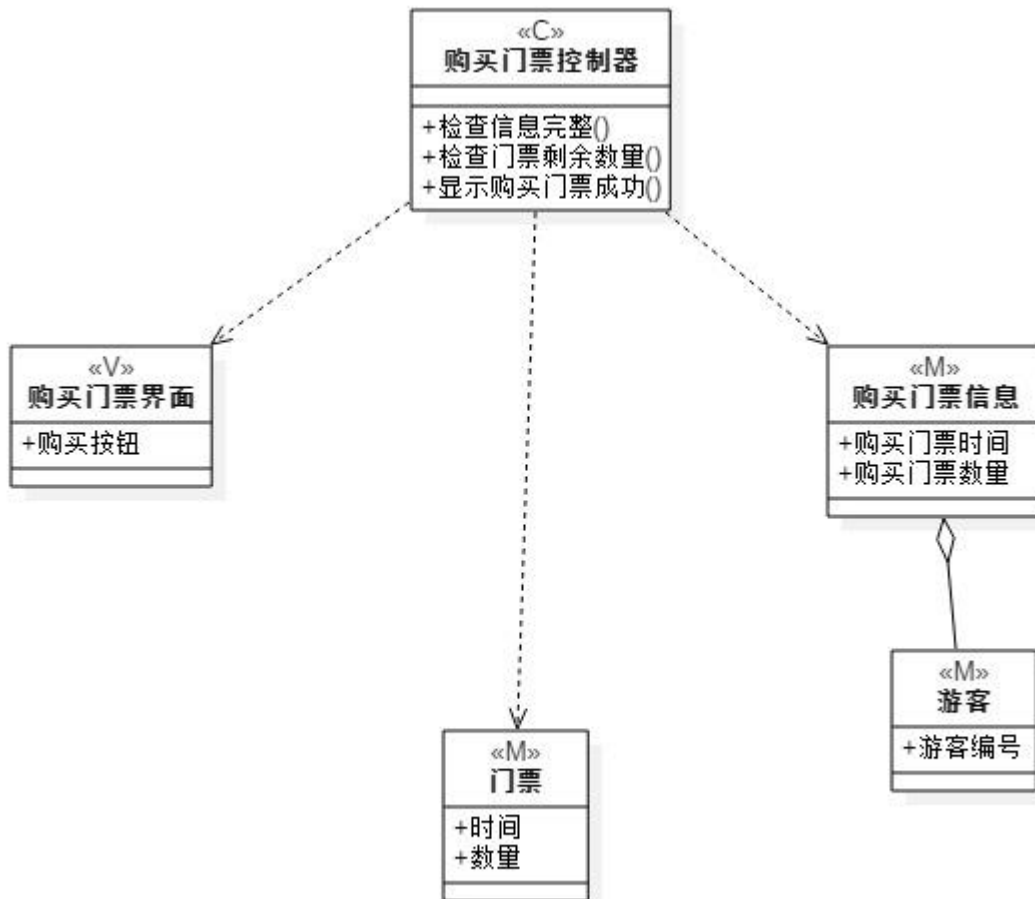 «C»
购买门票控制器
+检查信息完整()
+检查门票剩余数量()
+显示购买门票成功()
«V»
购买门票界面
+购买按钮
«M»
购买门票信息
+购买门票时间
+购买门票数量
«M»
游客
+游客编号
«M»
门票
+时间
+数量